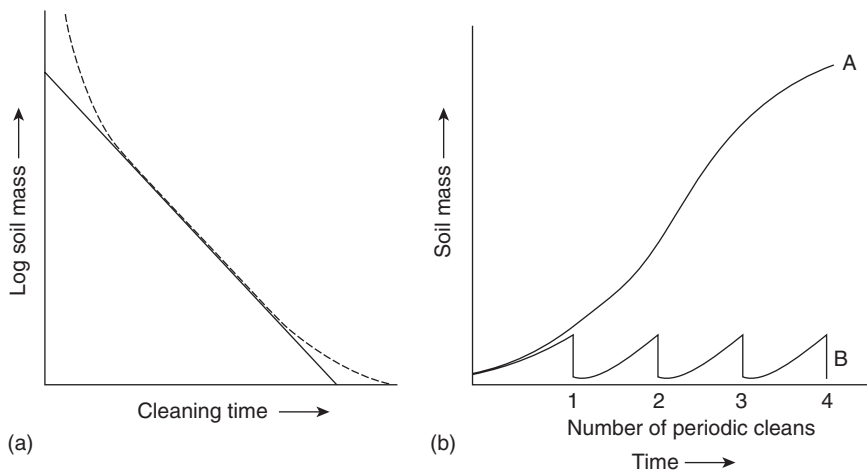 Log soil mass
Cleaning time
(a)
Soil mass
A
B
1 2 3 4
Number of periodic cleans
Time
(b)